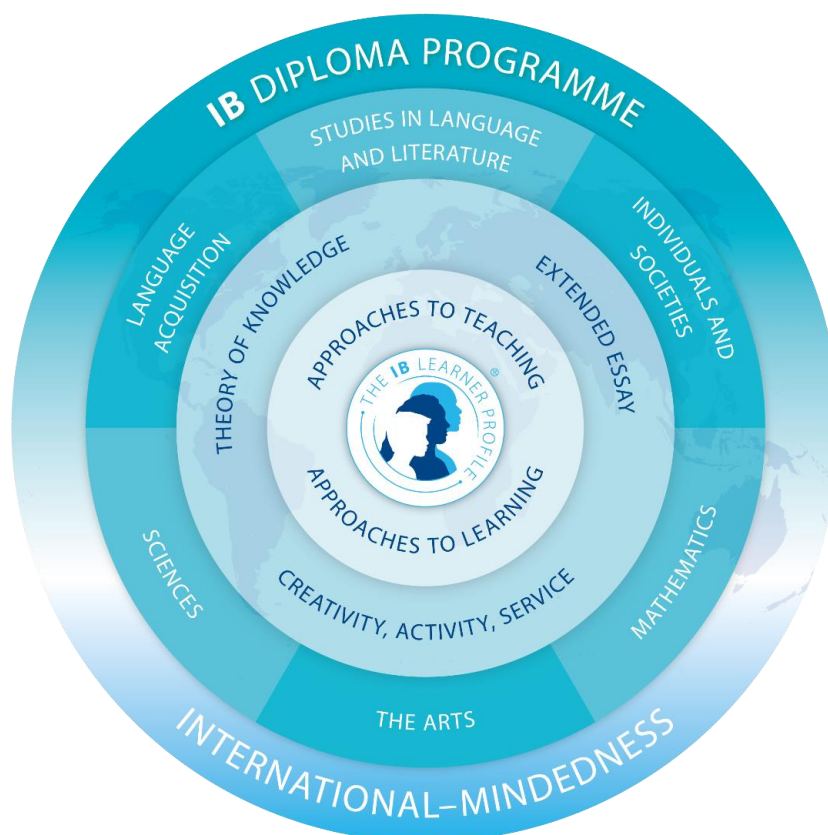 IB DIPLOMA PROGRAMME
STUDIES IN LANGUAGE
AND LITERATURE
LANGUAGE
ACQUISITION
INDIVIDUALS AND
SOCIETIES
THEORY OF KNOWLEDGE
EXTENDED ESSAY
APPROACHES TO TEACHING
THE IB LEARNER PROFILE
®
APPROACHES TO LEARNING
CREATIVITY, ACTIVITY, SERVICE
SCIENCES
MATHEMATICS
THE ARTS
INTERNATIONAL–MINDEDNESS